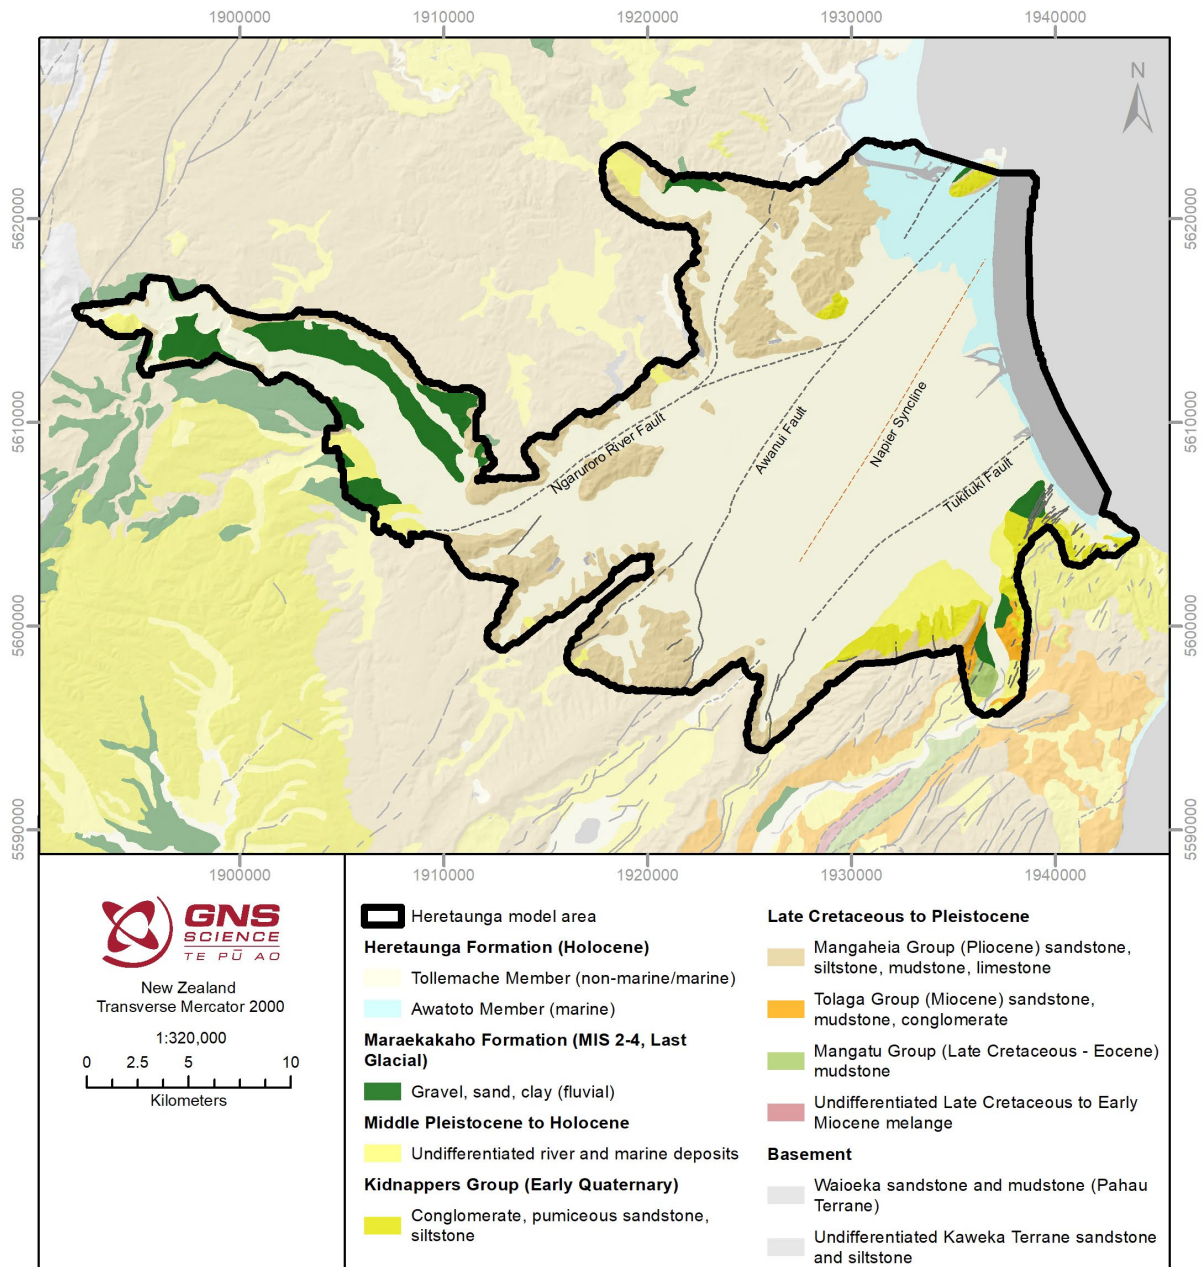 1900000
1910000
1920000
1930000
1940000
N
5620000
5620000
5610000
5610000
5600000
5600000
5590000
5590000
Ngaruroro River Fault
Awanui Fault
Napier Syncline
Tukituki Fault
1900000
1910000
1920000
1930000
1940000
GNS
SCIENCE
TE PŪ AO
New Zealand
Transverse Mercator 2000
1:320,000
0 2.5 5 10
Kilometers
Heretaunga model area
Heretaunga Formation (Holocene)
Tollemache Member (non-marine/marine)
Awatoto Member (marine)
Maraekakaho Formation (MIS 2-4, Last
Glacial)
Gravel, sand, clay (fluvial)
Middle Pleistocene to Holocene
Undifferentiated river and marine deposits
Kidnappers Group (Early Quaternary)
Conglomerate, pumiceous sandstone,
siltstone
Late Cretaceous to Pleistocene
Mangaheia Group (Pliocene) sandstone,
siltstone, mudstone, limestone
Tolaga Group (Miocene) sandstone,
mudstone, conglomerate
Mangatu Group (Late Cretaceous - Eocene)
mudstone
Undifferentiated Late Cretaceous to Early
Miocene melange
Basement
Waioeka sandstone and mudstone (Pahau
Terrane)
Undifferentiated Kaweka Terrane sandstone
and siltstone